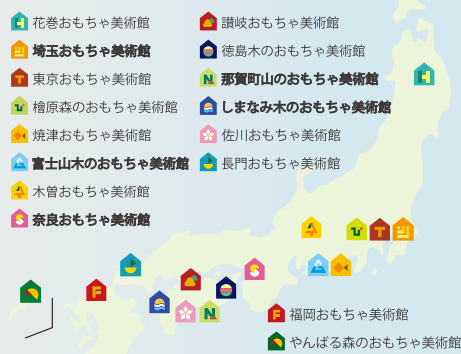 花巻おもちゃ美術館
埼玉おもちゃ美術館
東京おもちゃ美術館
檜原森のおもちゃ美術館
焼津おもちゃ美術館
富士山木のおもちゃ美術館
木曽おもちゃ美術館
奈良おもちゃ美術館
讃岐おもちゃ美術館
徳島木のおもちゃ美術館
那賀町山のおもちゃ美術館
しまなみ木のおもちゃ美術館
佐川おもちゃ美術館
長門おもちゃ美術館
福岡おもちゃ美術館
やんばる森のおもちゃ美術館